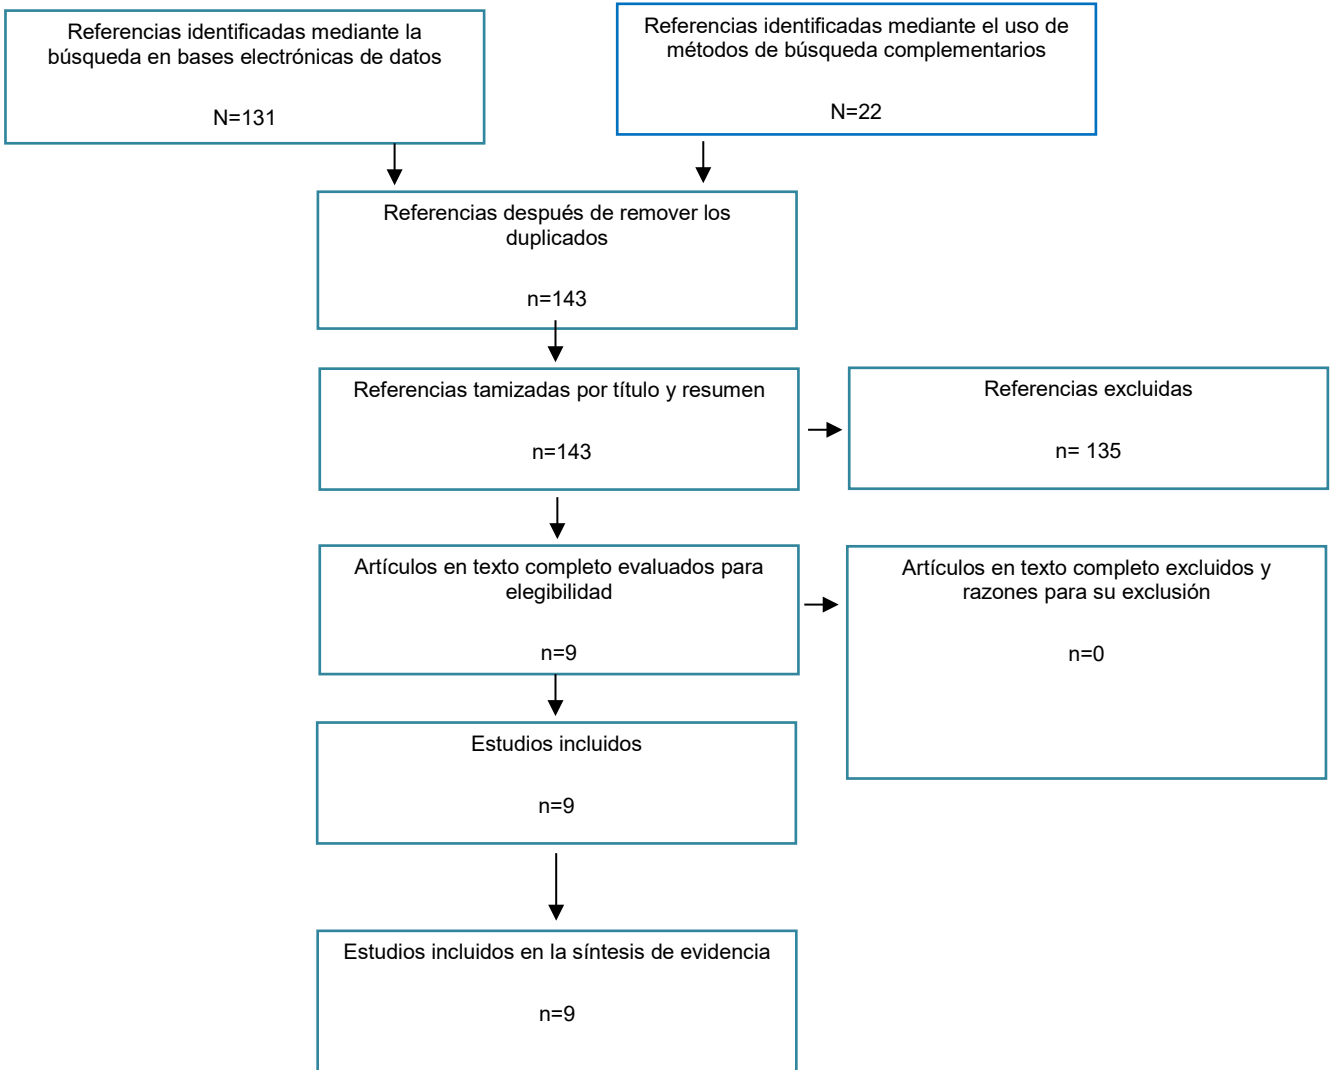 Referencias identificadas mediante la
búsqueda en bases electrónicas de datos
N=131
Referencias identificadas mediante el uso de
métodos de búsqueda complementarios
N=22
Referencias después de remover los
duplicados
n=143
Referencias tamizadas por título y resumen
n=143
Referencias excluidas
n= 135
Artículos en texto completo evaluados para
elegibilidad
n=9
Artículos en texto completo excluidos y
razones para su exclusión
n=0
Estudios incluidos
n=9
Estudios incluidos en la síntesis de evidencia
n=9